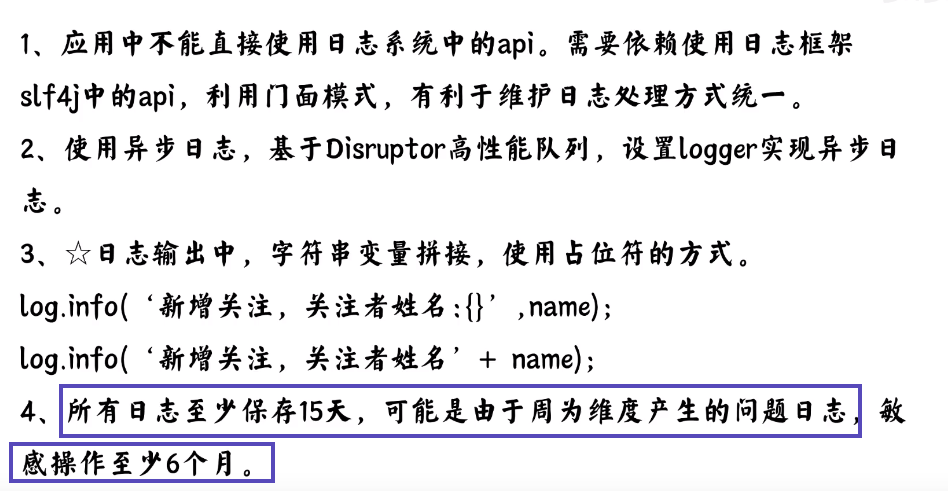 1、应用中不能直接使用日志系统中的api。需要依赖使用日志框架
slf4j中的api，利用门面模式，有利于维护日志处理方式统一。
2、使用异步日志，基于Disruptor高性能队列，设置logger实现异步日
志。
3、☆日志输出中，字符串变量拼接，使用占位符的方式。
log.info(‘新增关注，关注者姓名:{}’,name);
log.info(‘新增关注，关注者姓名’+ name);
4、所有日志至少保存15天，可能是由于周为维度产生的问题日志，敏
感操作至少6个月。